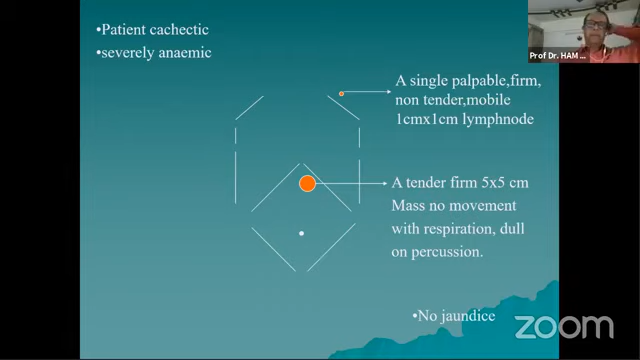 •Patient cachectic
•severely anaemic
Prof Dr. HAM ...
A single palpable,firm,
non tender,mobile
1cmx1cm lymphnode
A tender firm 5x5 cm
Mass no movement
with respiration, dull
on percussion.
•No jaundice
zoom